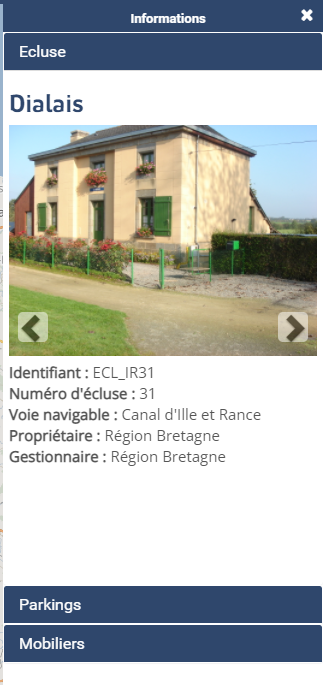 Informations
Ecluse
Dialais
Identifiant : ECL_IR31
Numéro d'écluse : 31
Voie navigable : Canal d'Ille et Rance
Propriétaire : Région Bretagne
Gestionnaire : Région Bretagne
Parkings
Mobiliers